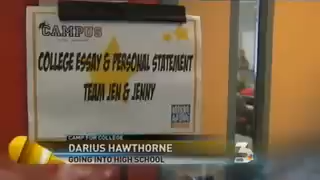 CAMPUS
COLLEGE ESSAY & PERSONAL STATEMENT
TEAM JEN & JENNY
CAMP FOR COLLEGE
DARIUS HAWTHORNE
GOING INTO HIGH SCHOOL
3